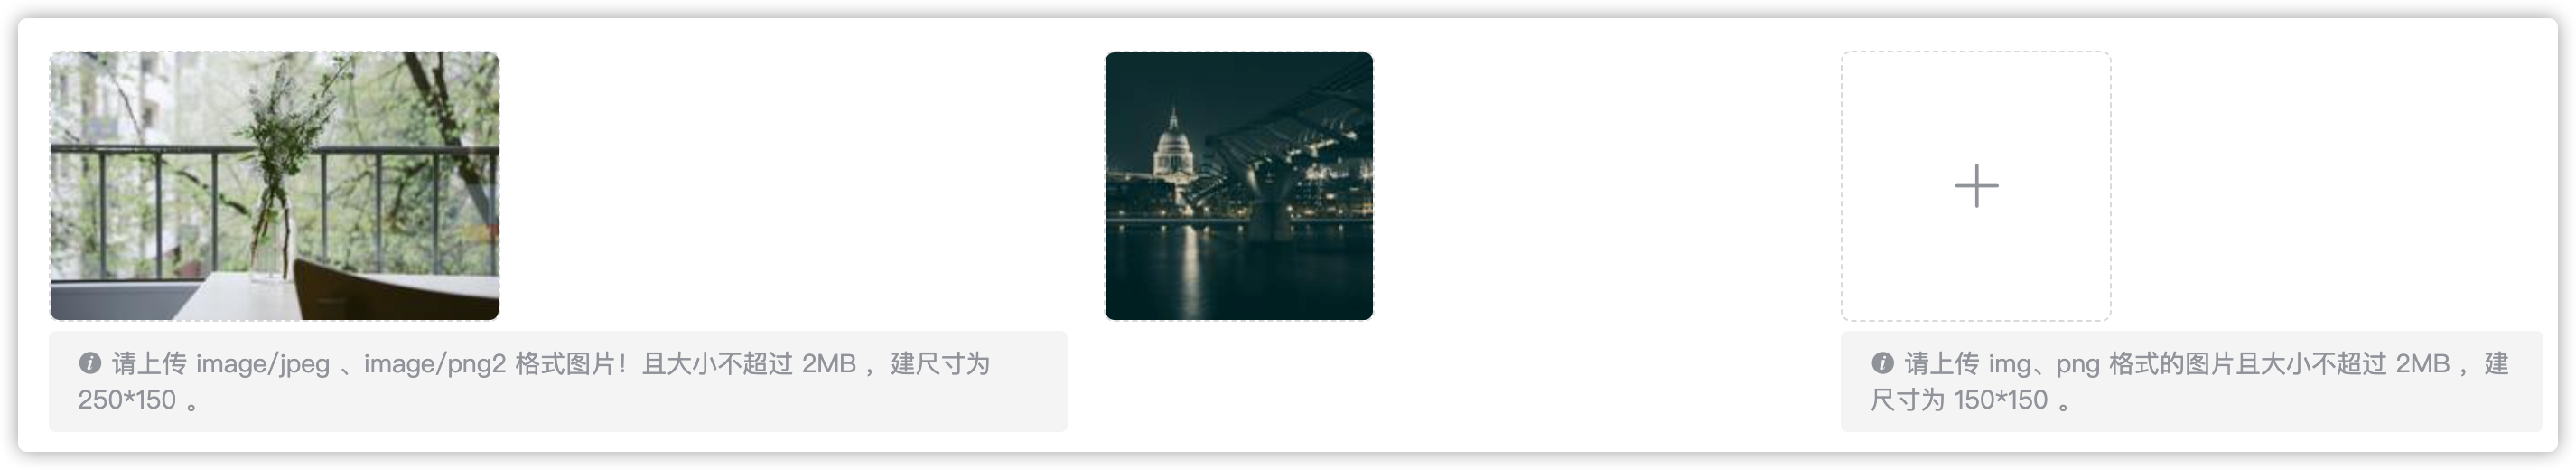 请上传 image/jpeg 、image/png2 格式图片！且大小不超过 2MB ，建尺寸为
250*150 。
请上传 img、png 格式的图片且大小不超过 2MB ，建
尺寸为 150*150 。